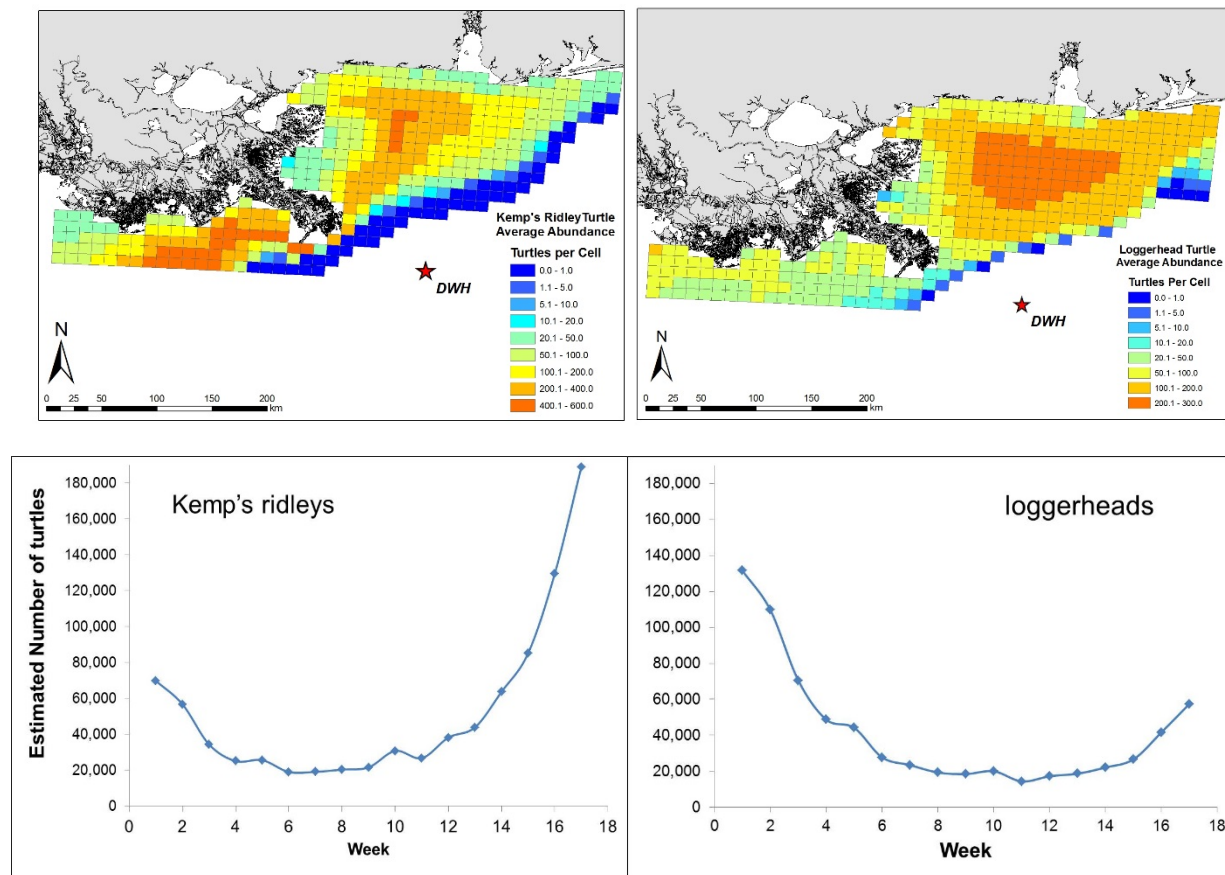 Kemp's RidleyTurtle
Average Abundance
Turtles per Cell
0.0 - 1.0
1.1 - 5.0
5.1 - 10.0
10.1 - 20.0
20.1 - 50.0
50.1 - 100.0
100.1 - 200.0
200.1 - 400.0
400.1 - 600.0
DWH
N
0 12.5 25 50 75 100 150 200
km
Loggerhead Turtle
Average Abundance
Turtles Per Cell
0.0 - 1.0
1.1 - 5.0
5.1 - 10.0
10.1 - 20.0
20.1 - 50.0
50.1 - 100.0
100.1 - 200.0
200.1 - 300.0
DWH
N
0 12.5 25 50 75 100 150 200
km
Kemp's ridleys
Estimated Number of turtles
180,000
160,000
140,000
120,000
100,000
80,000
60,000
40,000
20,000
0
0 2 4 6 8 10 12 14 16 18
Week
loggerheads
180,000
160,000
140,000
120,000
100,000
80,000
60,000
40,000
20,000
0
0 2 4 6 8 10 12 14 16 18
Week